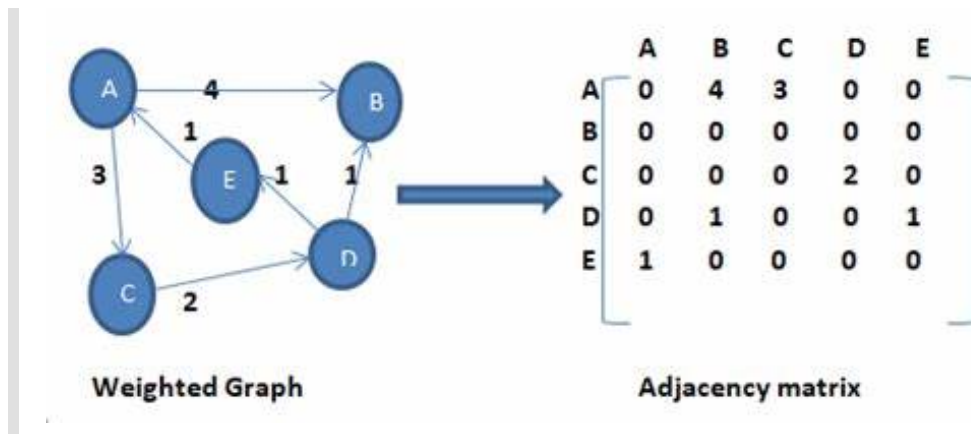 A
4
B
1
3
E
1
1
D
C
2
Weighted Graph
A B C D E
A 0 4 3 0 0
B 0 0 0 0 0
C 0 0 0 2 0
D 0 1 0 0 1
E 1 0 0 0 0
Adjacency matrix